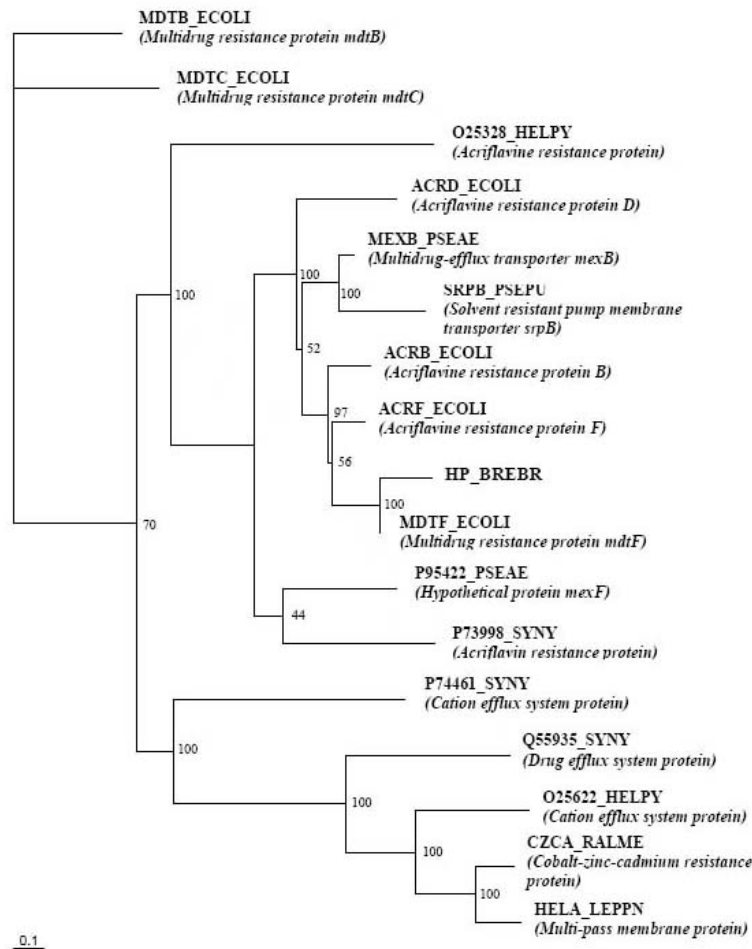 MDTB_ECOLI
(Multidrug resistance protein mdtB)
MDTC_ECOLI
(Multidrug resistance protein mdtC)
O25328_HELPY
(Acriflavine resistance protein)
ACRD_ECOLI
(Acriflavine resistance protein D)
MEXB_PSEAE
(Multidrug-efflux transporter mexB)
100
100
SRPB_PSEPU
(Solvent resistant pump membrane
transporter srpB)
100
52
ACRB_ECOLI
(Acriflavine resistance protein B)
ACRF_ECOLI
(Acriflavine resistance protein F)
97
56
HP_BREBR
100
MDTF_ECOLI
(Multidrug resistance protein mdtF)
70
P95422_PSEAE
(Hypothetical protein mexF)
44
P73998_SYNY
(Acriflavin resistance protein)
P74461_SYNY
(Cation efflux system protein)
100
Q55935_SYNY
(Drug efflux system protein)
100
O25622_HELPY
(Cation efflux system protein)
100
CZCA_RALME
(Cobalt-zinc-cadmium resistance
protein)
100
HELA_LEPPN
(Multi-pass membrane protein)
0.1